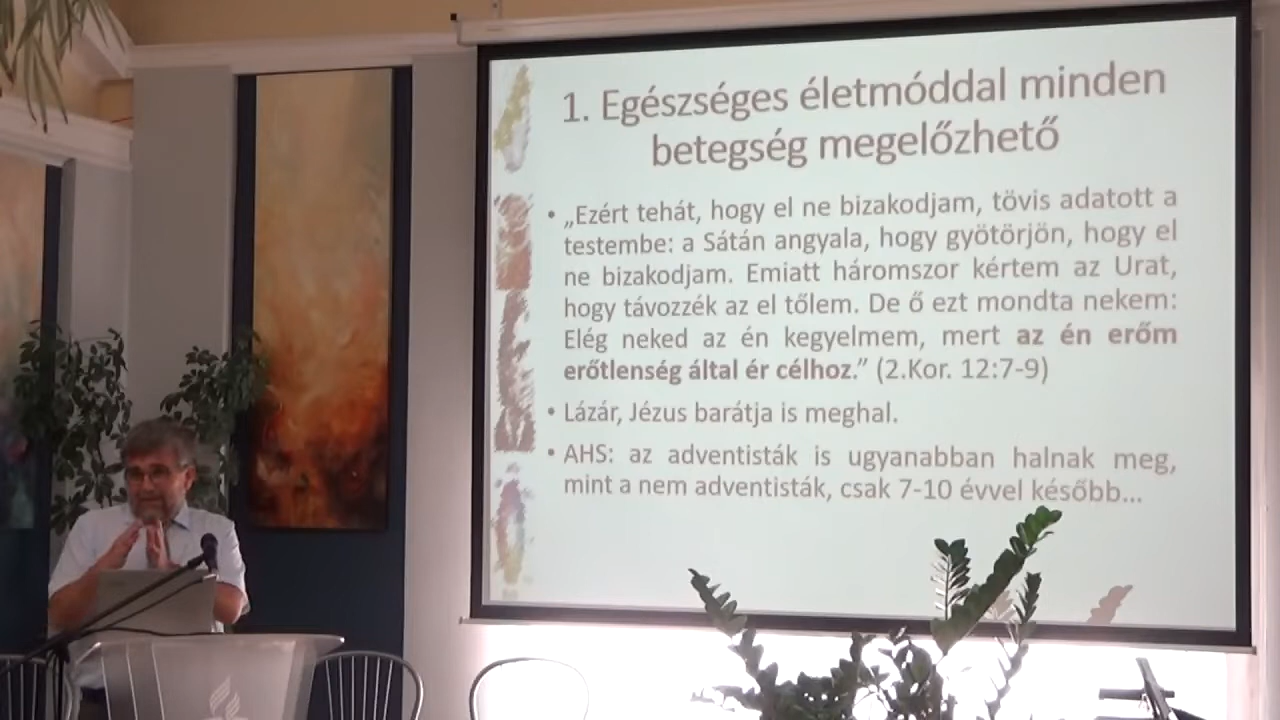 1. Egészséges életmóddal minden
betegség megelőzhető
• „Ezért tehát, hogy el ne bizakodjam, tövis adatott a
testembe: a Sátán angyala, hogy gyötörjön, hogy el
ne bizakodjam. Emiatt háromszor kértem az Urat,
hogy távozzék az el tőlem. De ő ezt mondta nekem:
Elég neked az én kegyelmem, mert az én erőm
erőtlenség által ér célhoz.” (2.Kor. 12:7-9)
• Lázár, Jézus barátja is meghal.
• AHS: az adventisták is ugyanabban halnak meg,
mint a nem adventisták, csak 7-10 évvel később...